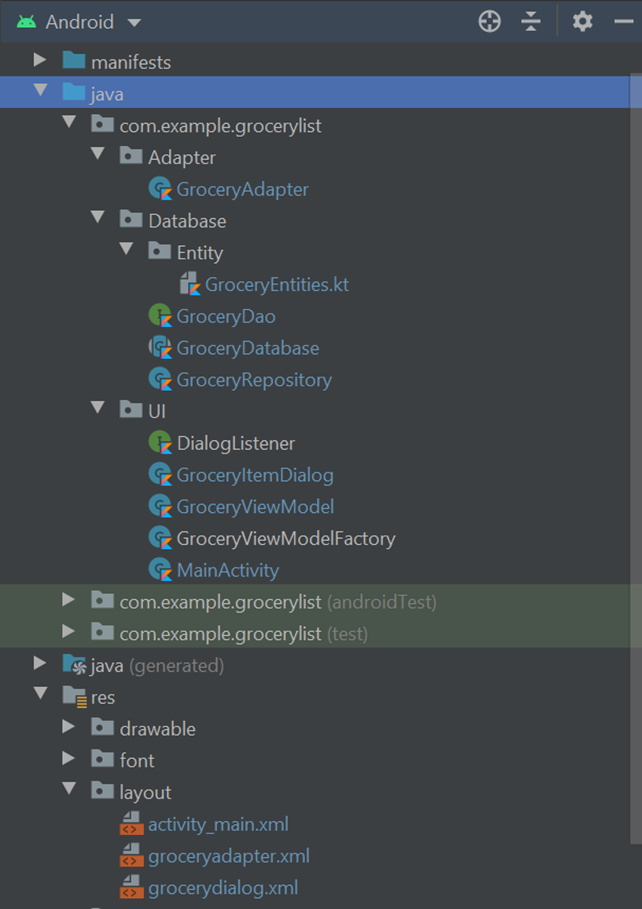 Android
manifests
java
com.example.grocerylist
Adapter
GroceryAdapter
Database
Entity
GroceryEntities.kt
GroceryDao
GroceryDatabase
GroceryRepository
UI
DialogListener
GroceryItemDialog
GroceryViewModel
GroceryViewModelFactory
MainActivity
com.example.grocerylist (androidTest)
com.example.grocerylist (test)
java (generated)
res
drawable
font
layout
activity_main.xml
groceryadapter.xml
grocerydialog.xml